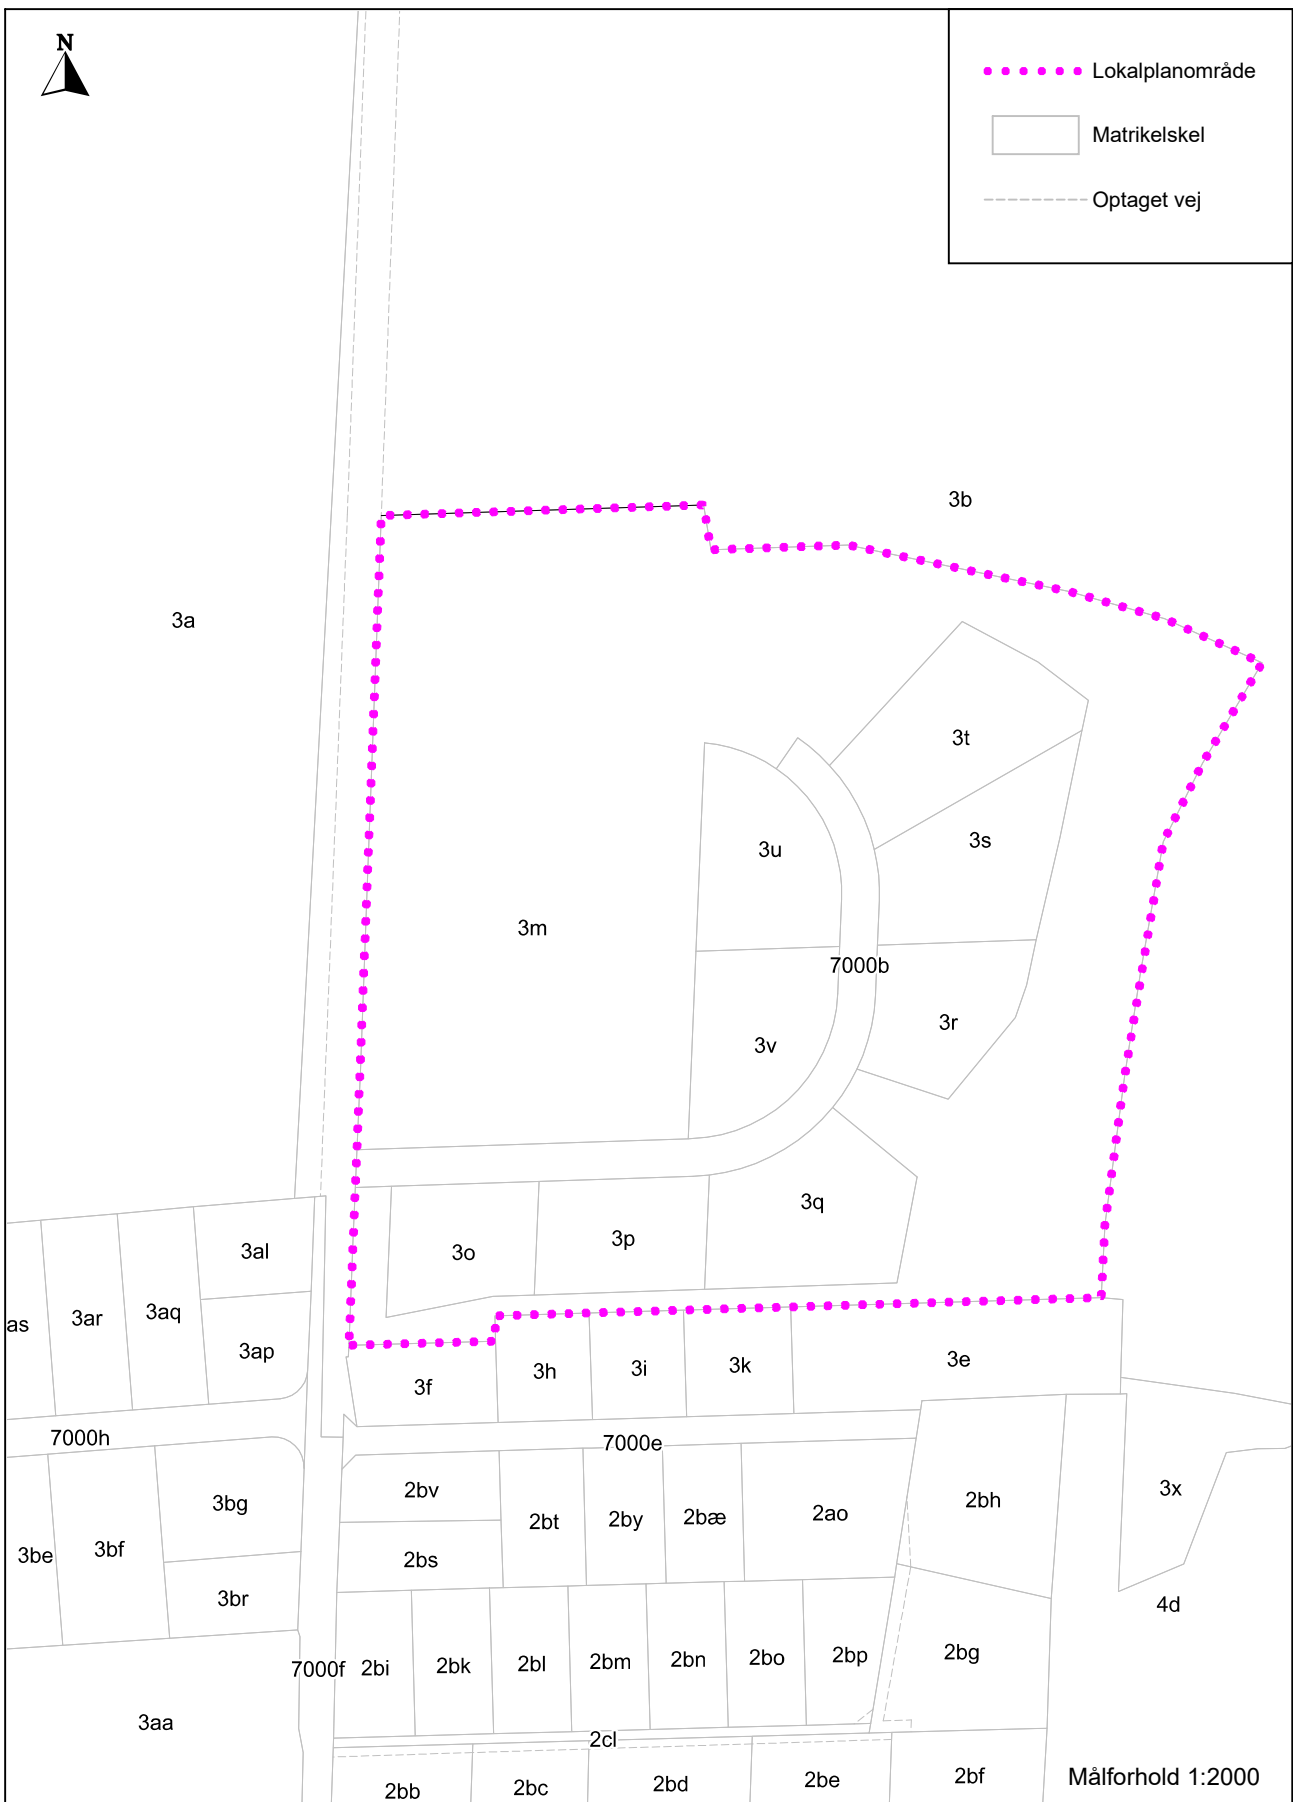 N
Lokalplanområde
Matrikelskel
Optaget vej
3b
3a
3t
3s
3u
3m
7000b
3r
3v
3q
3p
3o
3al
3aq
3ar
as
3ap
3h
3i
3k
3e
3f
7000h
7000e
2bv
2bt
2by
2bæ
2ao
2bh
3x
3bg
3be
3bf
2bs
3br
4d
7000f
2bi
2bk
2bl
2bm
2bn
2bo
2bp
2bg
3aa
2cl
2bb
2bc
2bd
2be
2bf
Målforhold 1:2000